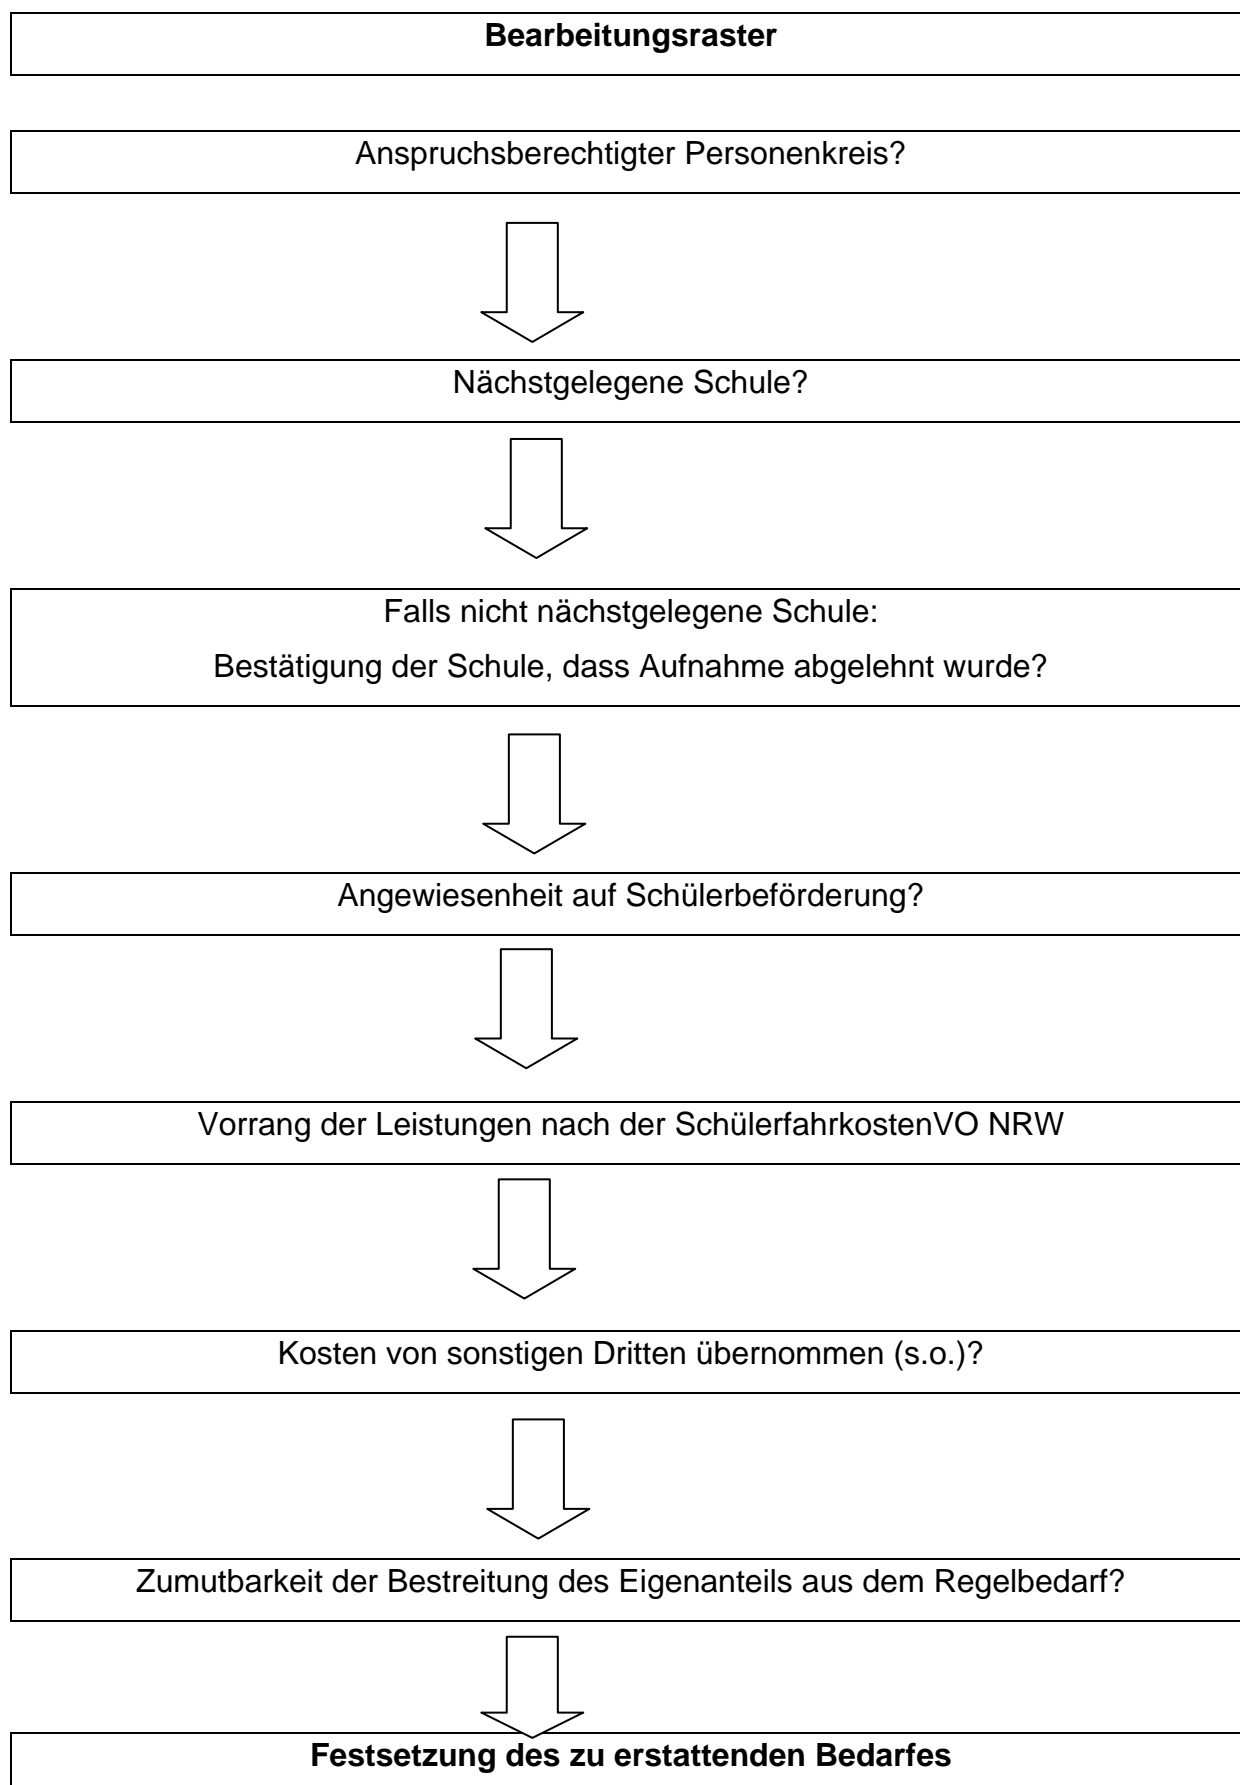 Bearbeitungsraster
Anspruchsberechtigter Personenkreis?
Nächstgelegene Schule?
Falls nicht nächstgelegene Schule:
Bestätigung der Schule, dass Aufnahme abgelehnt wurde?
Angewiesenheit auf Schülerbeförderung?
Vorrang der Leistungen nach der SchülerfahrkostenVO NRW
Kosten von sonstigen Dritten übernommen (s.o.)?
Zumutbarkeit der Bestreitung des Eigenanteils aus dem Regelbedarf?
Festsetzung des zu erstattenden Bedarfes